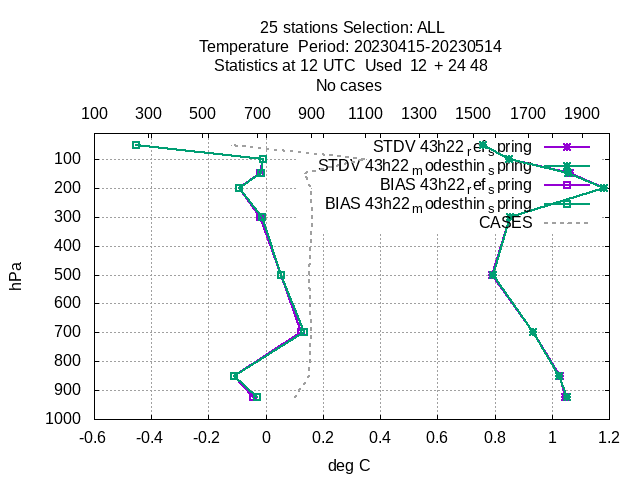 25 stations Selection: ALL
Temperature  Period: 20230415-20230514
Statistics at 12 UTC  Used  12  + 24 48
No cases
100 300 500 700 900 1100 1300 1500 1700 1900
STDV 43h22_ref_spring
STDV 43h22_modesthin_spring
BIAS 43h22_ref_spring
BIAS 43h22_modesthin_spring
CASES
hPa
100
200
300
400
500
600
700
800
900
1000
-0.6 -0.4 -0.2 0 0.2 0.4 0.6 0.8 1 1.2
deg C